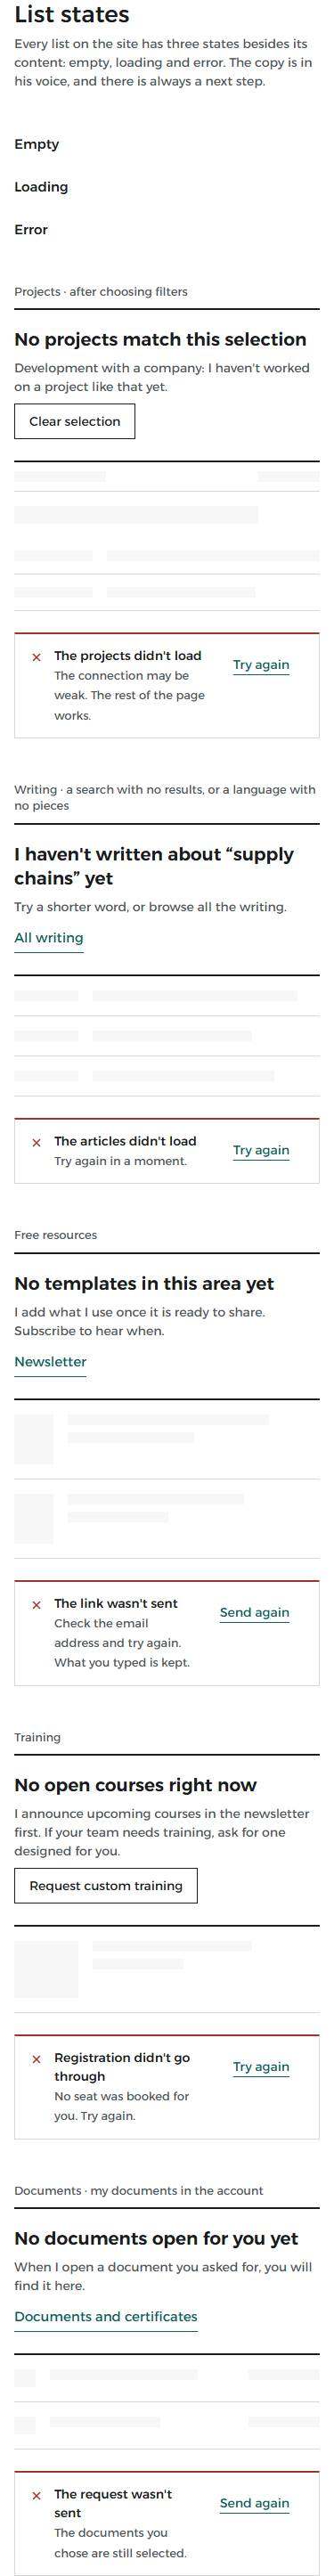 List states
Every list on the site has three states besides its
content: empty, loading and error. The copy is in
his voice, and there is always a next step.
Empty
Loading
Error
Projects · after choosing filters
No projects match this selection
Development with a company: I haven't worked
on a project like that yet.
Clear selection
× The projects didn't load
Try again
The connection may be
weak. The rest of the page
works.
Writing · a search with no results, or a language with
no pieces
I haven't written about “supply
chains” yet
Try a shorter word, or browse all the writing.
All writing
× The articles didn't load
Try again
Try again in a moment.
Free resources
No templates in this area yet
I add what I use once it is ready to share.
Subscribe to hear when.
Newsletter
× The link wasn't sent
Send again
Check the email
address and try again.
What you typed is kept.
Training
No open courses right now
I announce upcoming courses in the newsletter
first. If your team needs training, ask for one
designed for you.
Request custom training
× Registration didn't go
through
Try again
No seat was booked for
you. Try again.
Documents · my documents in the account
No documents open for you yet
When I open a document you asked for, you will
find it here.
Documents and certificates
× The request wasn't
sent
Send again
The documents you
chose are still selected.